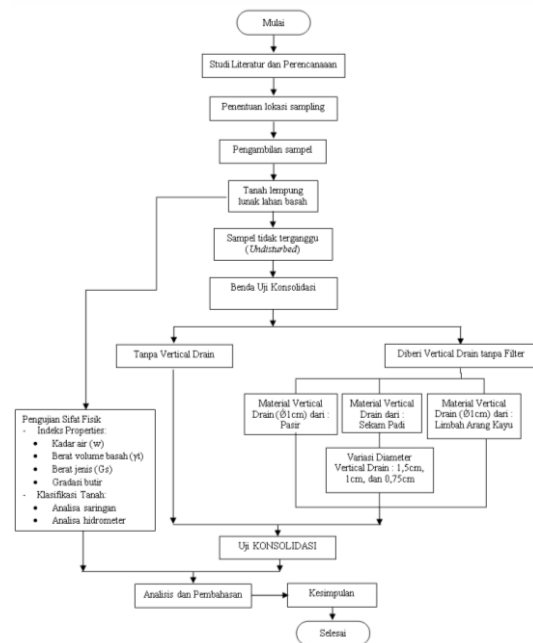 Mulai
Studi Literatur dan Perencanaaan
Penentuan lokasi sampling
Pengambilan sampel
Tanah lempung
lunak lahan basah
Sampel tidak terganggu
(Undisturbed)
Benda Uji Konsolidasi
Tanpa Vertical Drain
Diberi Vertical Drain tanpa Filter
Material Vertical
Drain (Ø1cm) dari :
Pasir
Material Vertical
Drain dari :
Sekam Padi
Material Vertical
Drain (Ø1cm) dari :
Limbah Arang Kayu
Variasi Diameter
Vertical Drain : 1,5cm,
1cm, dan 0,75cm
Pengujian Sifat Fisik
- Indeks Properties:
• Kadar air (w)
• Berat volume basah (γt)
• Berat jenis (Gs)
• Gradasi butir
- Klasifikasi Tanah:
• Analisa saringan
• Analisa hidrometer
Uji KONSOLIDASI
Analisis dan Pembahasan
Kesimpulan
Selesai